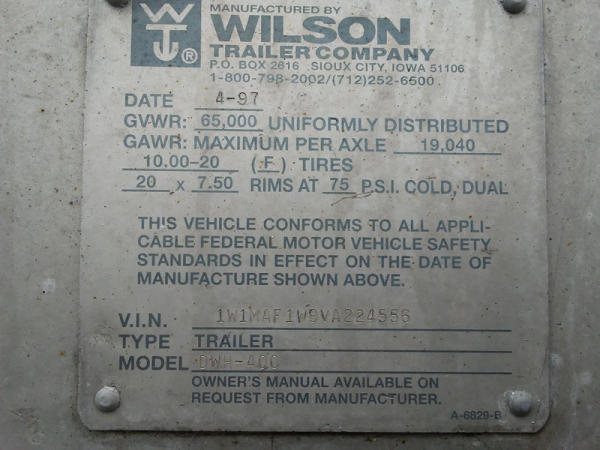 MANUFACTURED BY
WILSON
TRAILER COMPANY
P.O. BOX 2616 , SIOUX CITY, IOWA 51106
1-800-798-2002/(712)252-6500
DATE 4-97
GVWR: 65,000 UNIFORMLY DISTRIBUTED
GAWR: MAXIMUM PER AXLE 19,040
10.00-20 (F) TIRES
20 x 7.50 RIMS AT 75 P.S.I. COLD, DUAL
THIS VEHICLE CONFORMS TO ALL APPLI-
CABLE FEDERAL MOTOR VEHICLE SAFETY
STANDARDS IN EFFECT ON THE DATE OF
MANUFACTURE SHOWN ABOVE.
V.I.N. 1W1MAF1W9VA224556
TYPE TRAILER
MODEL DWH-400
OWNER'S MANUAL AVAILABLE ON
REQUEST FROM MANUFACTURER.
A-6829-B